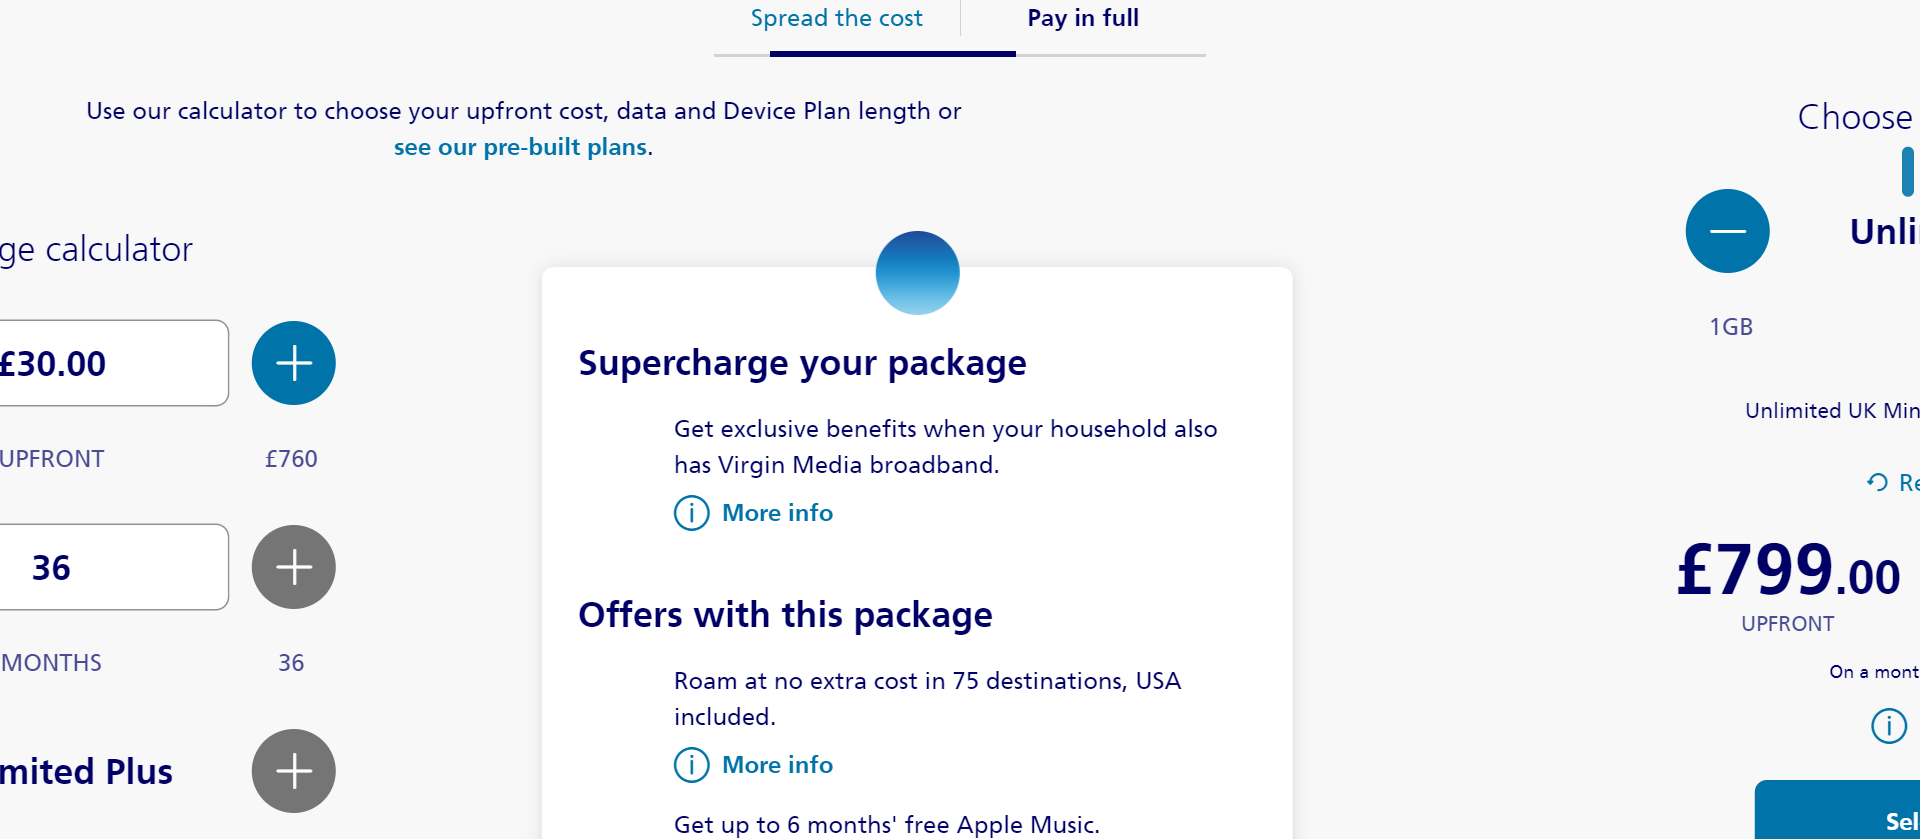 Spread the cost
Pay in full
Use our calculator to choose your upfront cost, data and Device Plan length or
see our pre-built plans.
ge calculator
£30.00
UPFRONT
£760
36
MONTHS
36
mited Plus
Supercharge your package
Get exclusive benefits when your household also
has Virgin Media broadband.
More info
Offers with this package
Roam at no extra cost in 75 destinations, USA
included.
More info
Get up to 6 months' free Apple Music.
Choose
Unli
1GB
Unlimited UK Min
Re
£799.00
UPFRONT
On a mont
Sel